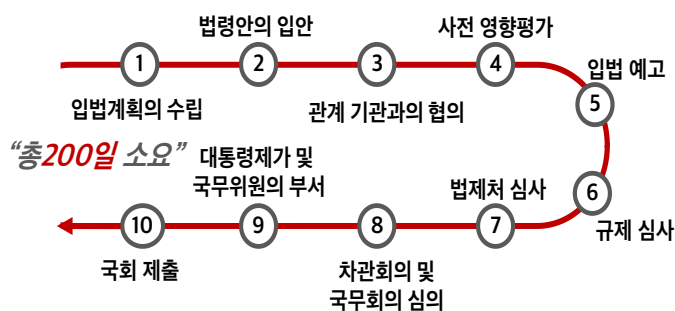 1
입법계획의 수립
2
법령안의 입안
3
관계 기관과의 협의
4
사전 영향평가
5
입법 예고
6
규제 심사
7
법제처 심사
8
차관회의 및
국무회의 심의
9
대통령제가 및
국무위원의 부서
10
국회 제출
“총200일 소요”